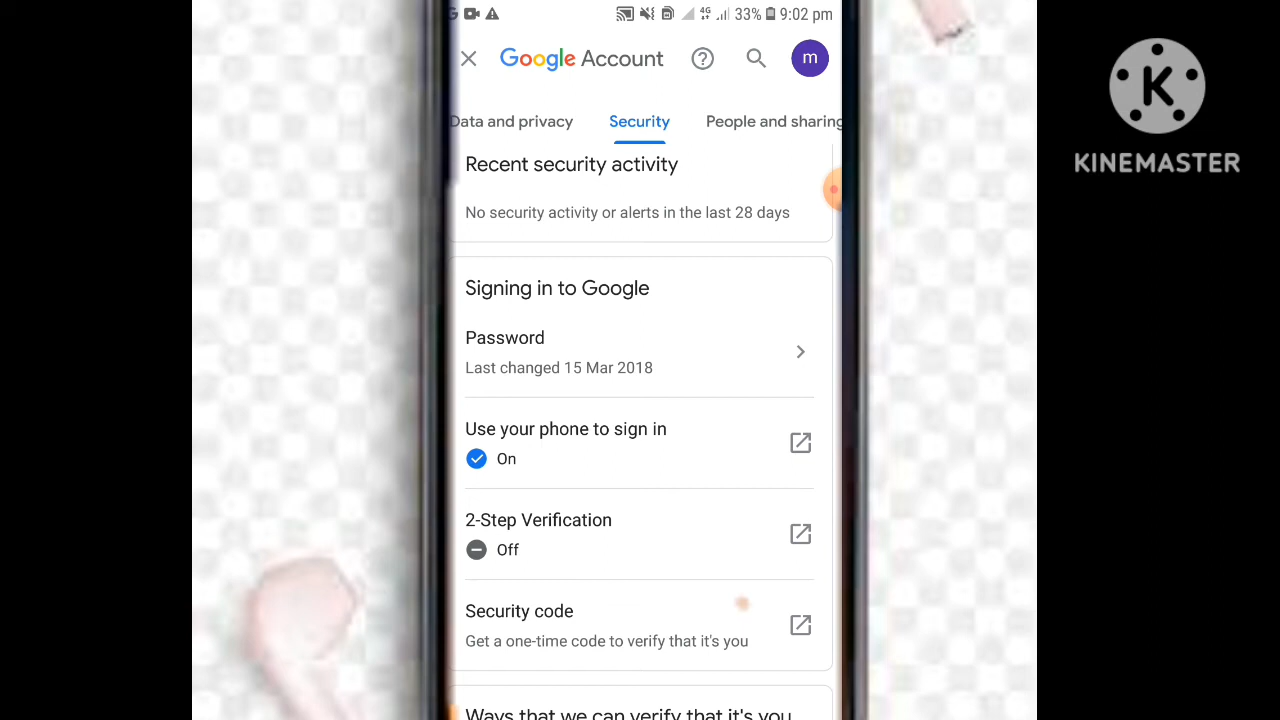 4G 33% 9:02 pm
Google Account
m
Data and privacy Security People and sharing
Recent security activity
No security activity or alerts in the last 28 days
Signing in to Google
Password
Last changed 15 Mar 2018
Use your phone to sign in
On
2-Step Verification
Off
Security code
Get a one-time code to verify that it's you
Ways that we can verify that it's you
K
KINEMASTER